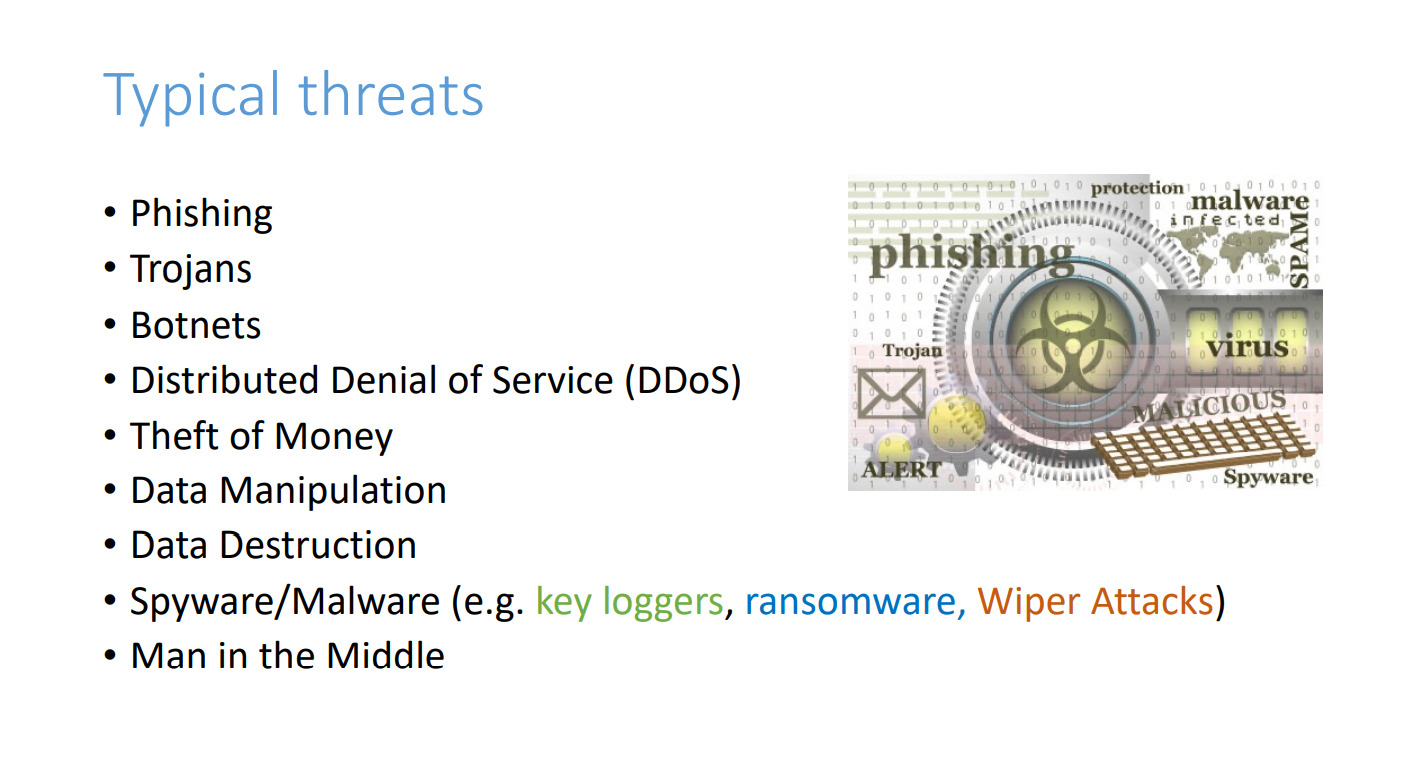 Typical threats
• Phishing
• Trojans
• Botnets
• Distributed Denial of Service (DDoS)
• Theft of Money
• Data Manipulation
• Data Destruction
• Spyware/Malware (e.g. key loggers, ransomware, Wiper Attacks)
• Man in the Middle
protection
malware
infected
SPAM
phishing
Trojan
virus
MALICIOUS
ALERT
Spyware